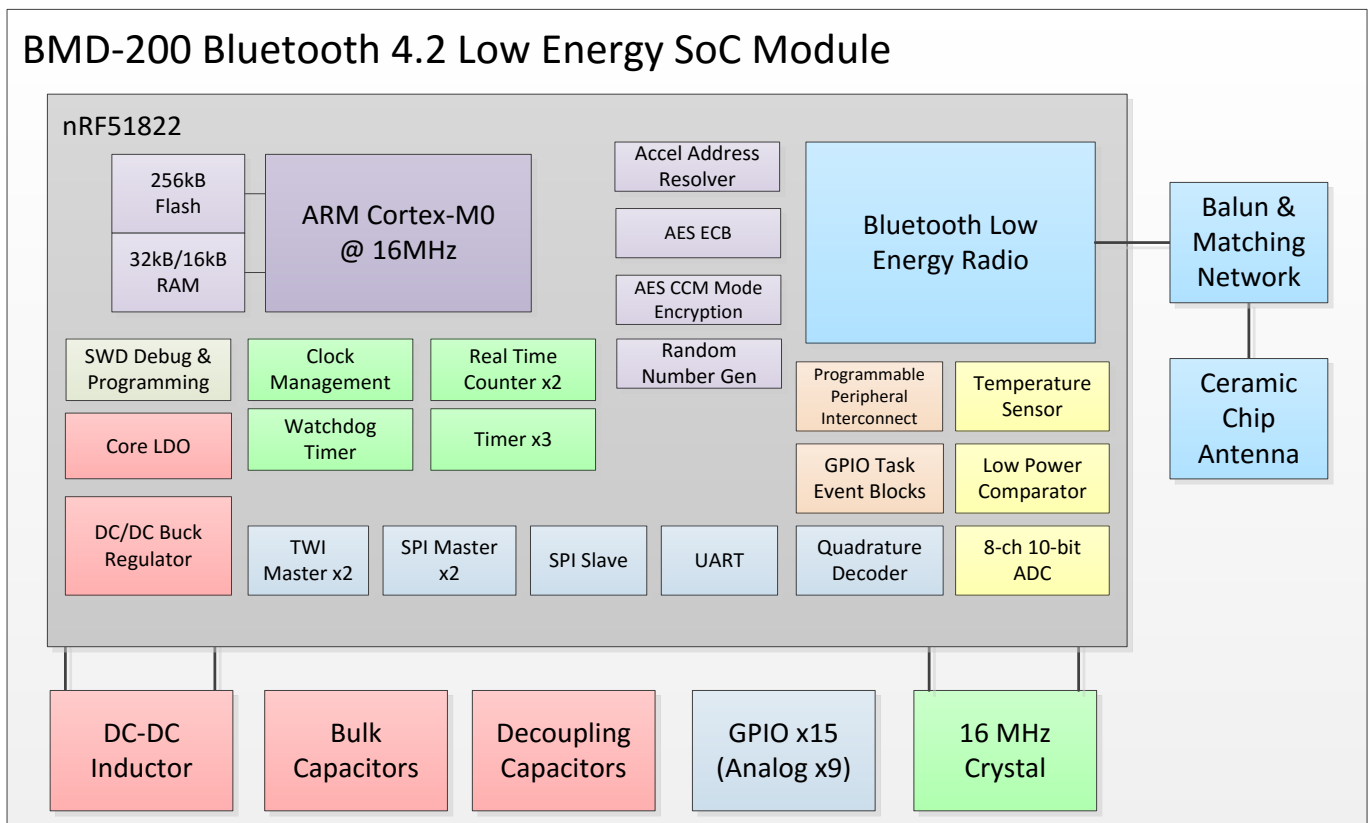 BMD-200 Bluetooth 4.2 Low Energy SoC Module
nRF51822
256kB
Flash
32kB/16kB
RAM
ARM Cortex-M0
@ 16MHz
Accel Address
Resolver
AES ECB
AES CCM Mode
Encryption
Random
Number Gen
Bluetooth Low
Energy Radio
Balun &
Matching
Network
Ceramic
Chip
Antenna
SWD Debug &
Programming
Clock
Management
Real Time
Counter x2
Core LDO
Watchdog
Timer
Timer x3
Programmable
Peripheral
Interconnect
Temperature
Sensor
GPIO Task
Event Blocks
Low Power
Comparator
DC/DC Buck
Regulator
TWI
Master x2
SPI Master
x2
SPI Slave
UART
Quadrature
Decoder
8-ch 10-bit
ADC
DC-DC
Inductor
Bulk
Capacitors
Decoupling
Capacitors
GPIO x15
(Analog x9)
16 MHz
Crystal